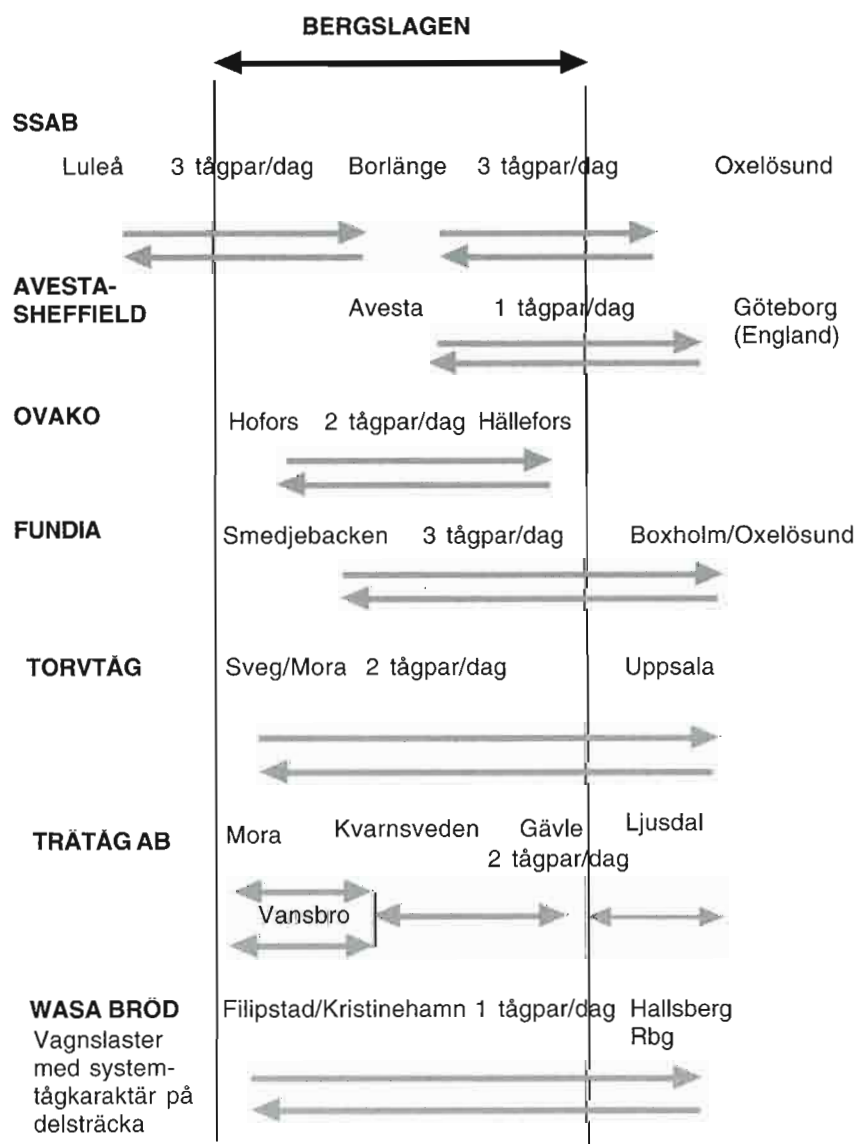 BERGSLAGEN
SSAB
Luleå 3 tågpar/dag Borlänge 3 tågpar/dag Oxelösund
AVESTA-
SHEFFIELD
Avesta 1 tågpar/dag Göteborg
(England)
OVAKO
Hofors 2 tågpar/dag Hällefors
FUNDIA
Smedjebacken 3 tågpar/dag Boxholm/Oxelösund
TORVTÅG
Sveg/Mora 2 tågpar/dag Uppsala
TRÄTÅG AB
Mora Kvarnsveden Gävle Ljusdal
2 tågpar/dag
Vansbro
WASA BRÖD
Filipstad/Kristinehamn 1 tågpar/dag Hallsberg
Rbg
Vagnslaster
med system-
tågkaraktär på
delsträcka